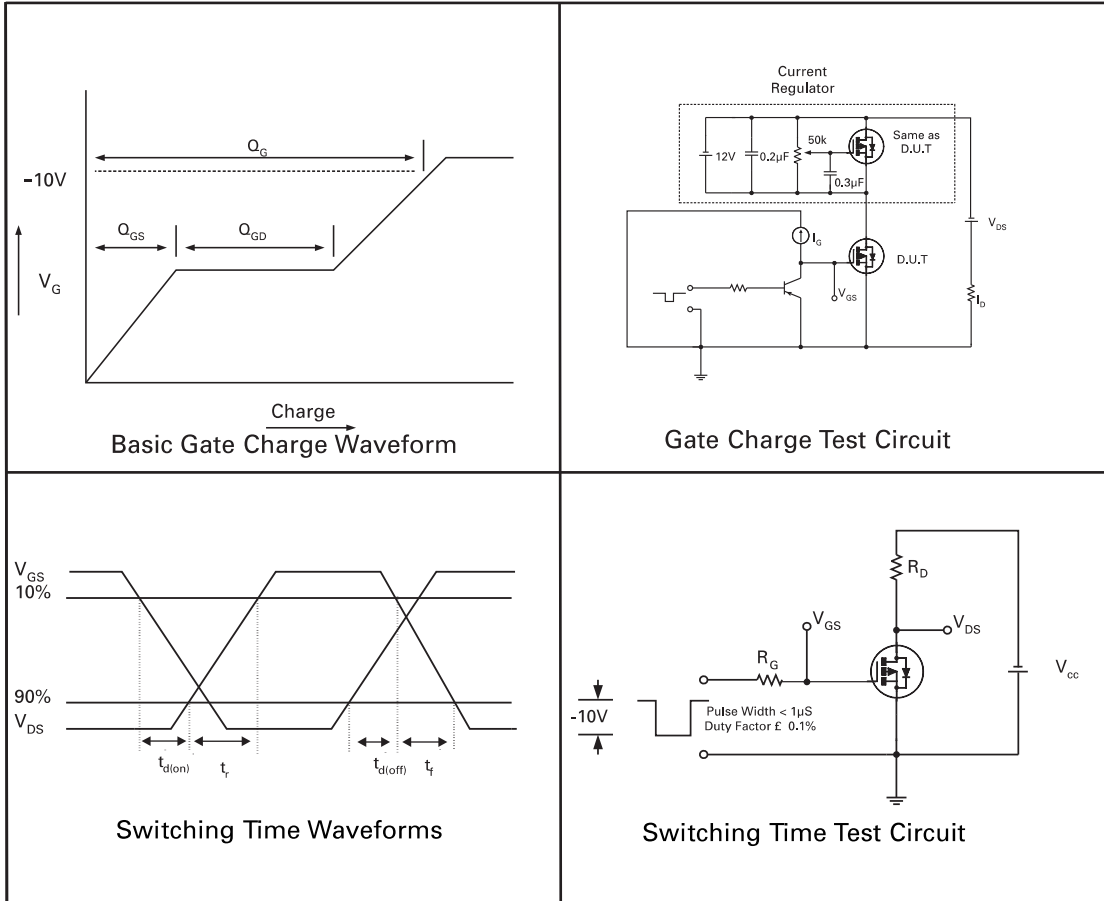 Q_G
-10V
Q_GS
Q_GD
V_G
Charge
Basic Gate Charge Waveform
Current
Regulator
50k
Same as
D.U.T
12V
0.2µF
0.3µF
V_DS
I_G
D.U.T
V_GS
I_D
Gate Charge Test Circuit
V_GS
10%
90%
V_DS
t_d(on)
t_r
t_d(off)
t_f
Switching Time Waveforms
R_D
V_GS
V_DS
R_G
V_cc
-10V
Pulse Width < 1µS
Duty Factor £ 0.1%
Switching Time Test Circuit